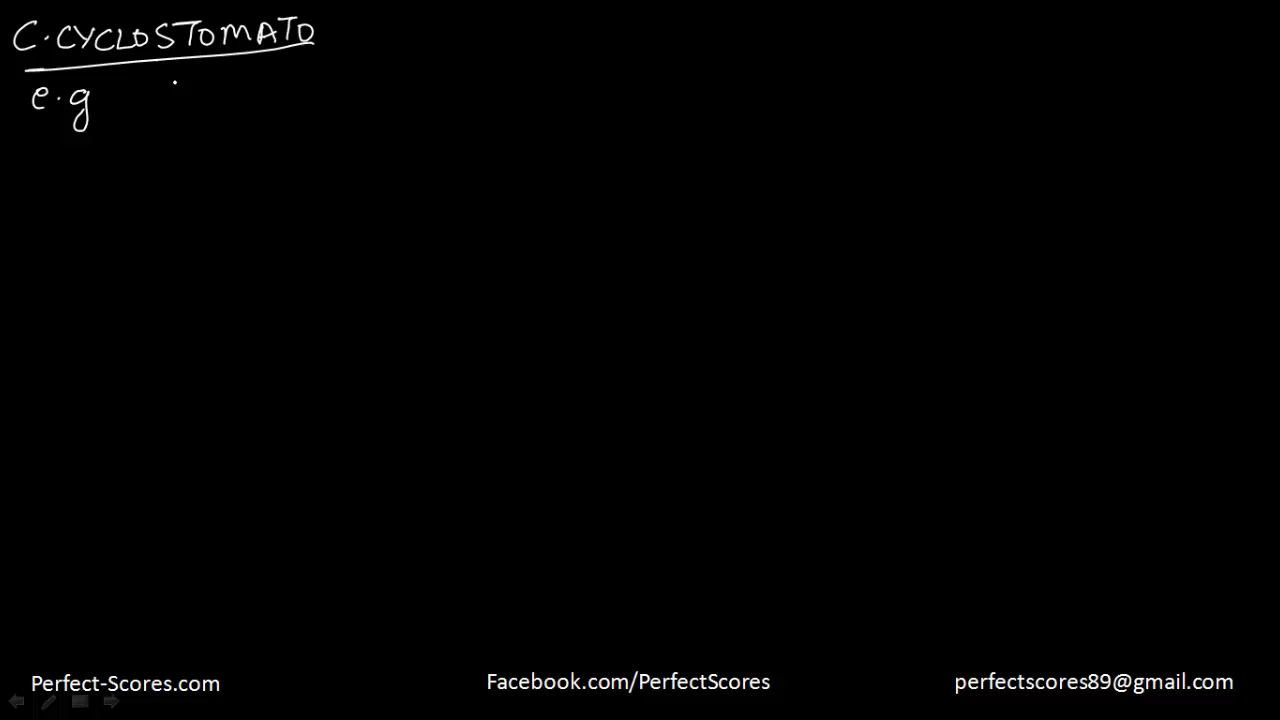 C. CYCLOSTOMATO
e.g
Perfect-Scores.com
Facebook.com/PerfectScores
perfectscores89@gmail.com